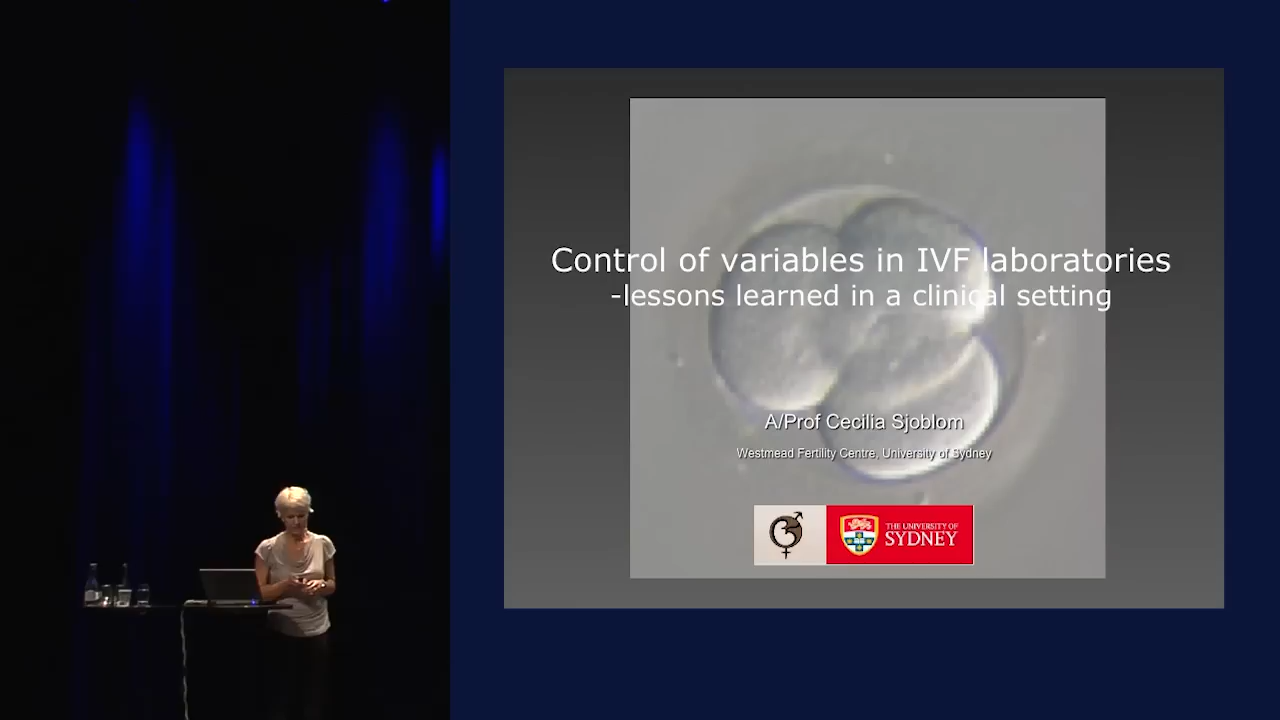 Control of variables in IVF laboratories
-lessons learned in a clinical setting
A/Prof Cecilia Sjoblom
Westmead Fertility Centre, University of Sydney
THE UNIVERSITY OF
SYDNEY